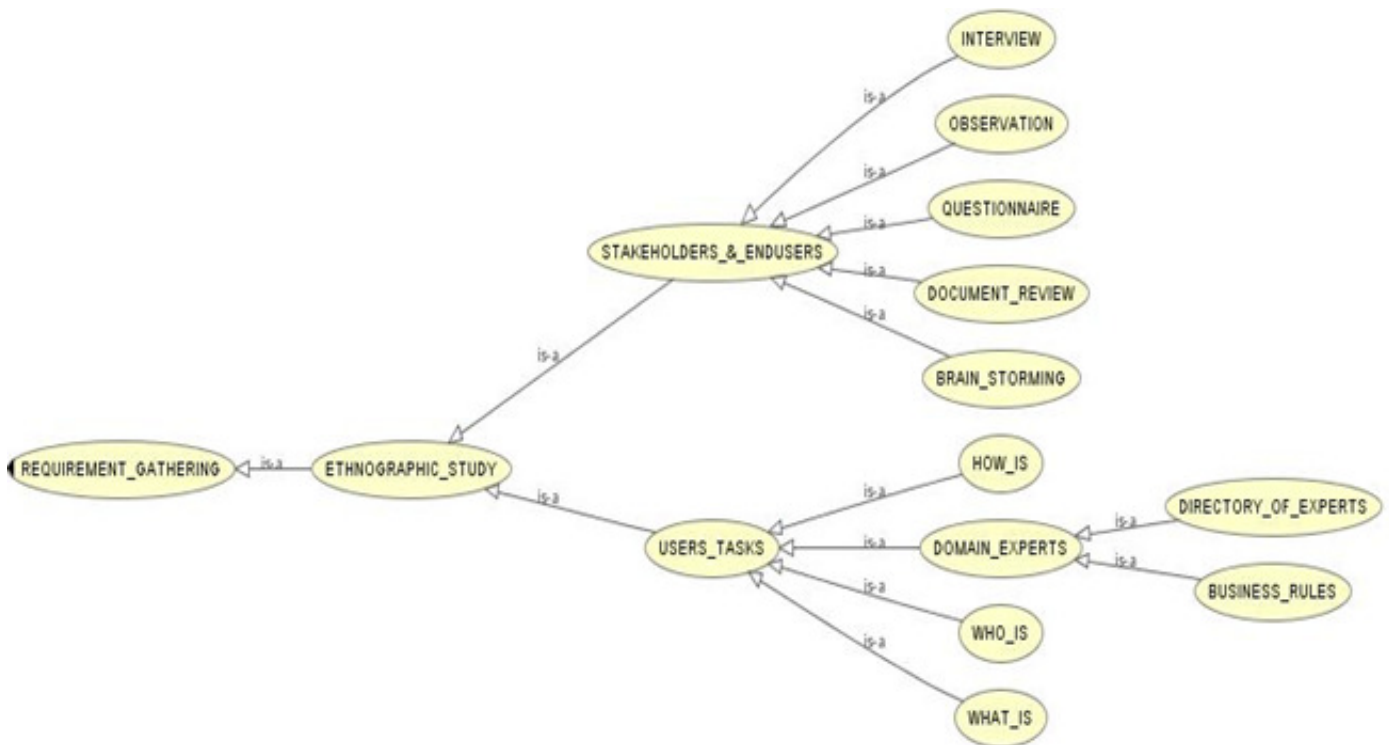 INTERVIEW
is-a
OBSERVATION
is-a
QUESTIONNAIRE
is-a
STAKEHOLDERS_&_ENDUSERS
is-a
DOCUMENT_REVIEW
is-a
BRAIN_STORMING
is-a
REQUIREMENT_GATHERING
is-a
ETHNOGRAPHIC_STUDY
is-a
USERS_TASKS
HOW_IS
is-a
DOMAIN_EXPERTS
is-a
DIRECTORY_OF_EXPERTS
is-a
BUSINESS_RULES
is-a
WHO_IS
is-a
WHAT_IS
is-a